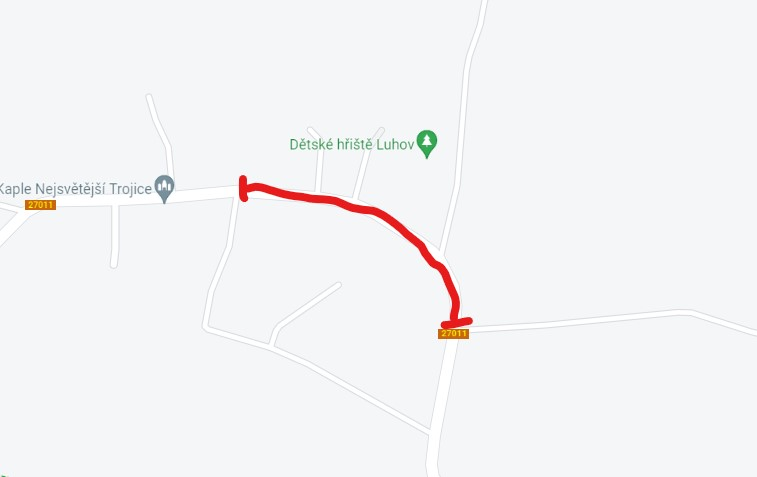 Dětské hřiště Luhov
Kaple Nejsvětější Trojice
27011
27011